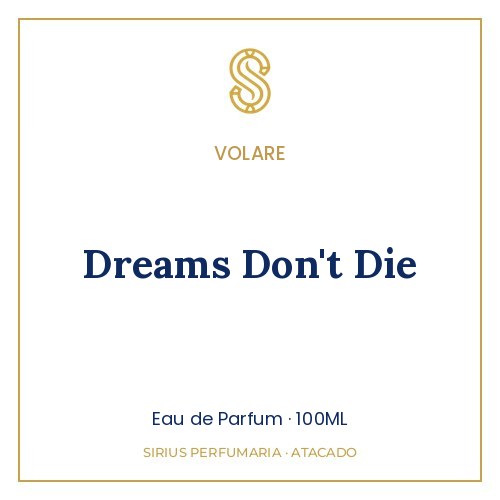 VOLARE
Dreams Don't Die
Eau de Parfum · 100ML
SIRIUS PERFUMARIA · ATACADO